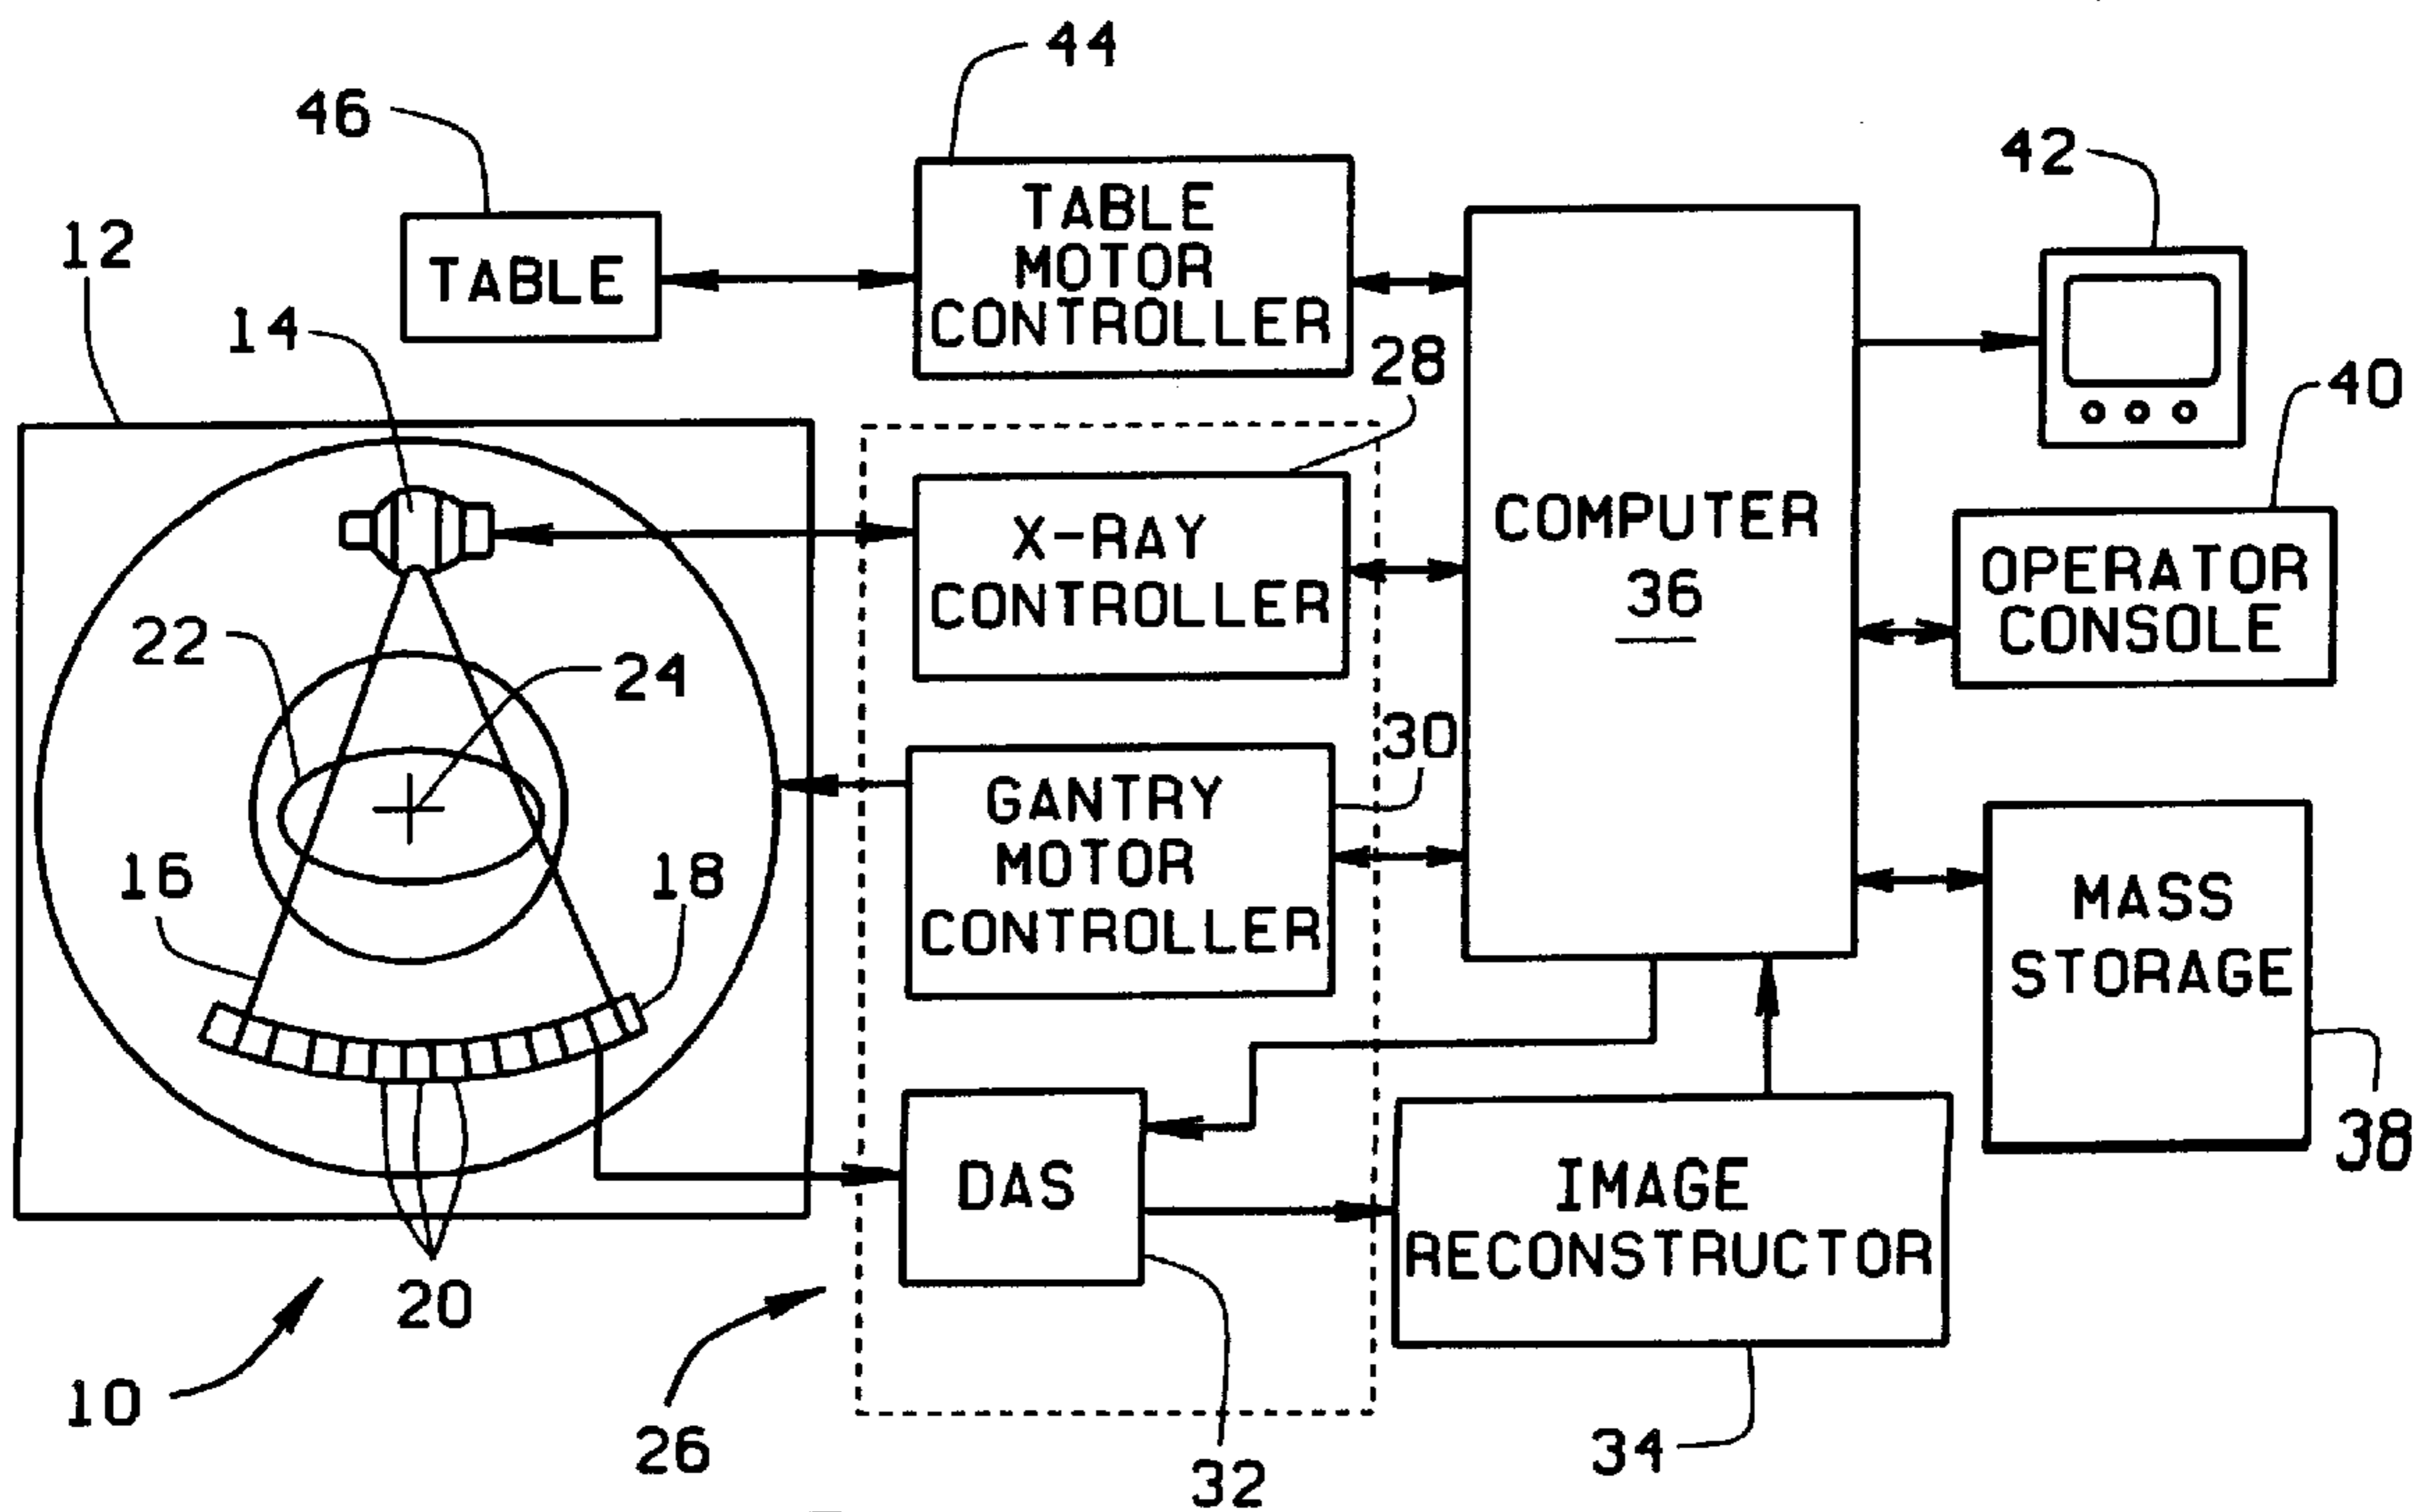 44
46
42
12
TABLE
MOTOR
CONTROLLER
TABLE
14
28
40
COMPUTER
36
X-RAY
CONTROLLER
OPERATOR
CONSOLE
22
24
30
GANTRY
MOTOR
CONTROLLER
16
18
MASS
STORAGE
38
DAS
IMAGE
RECONSTRUCTOR
20
10
26
32
34